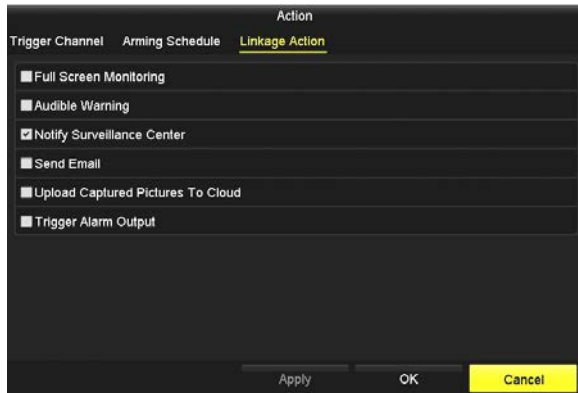 Action
Trigger Channel Arming Schedule Linkage Action
Full Screen Monitoring
Audible Warning
Notify Surveillance Center
Send Email
Upload Captured Pictures To Cloud
Trigger Alarm Output
Apply OK Cancel